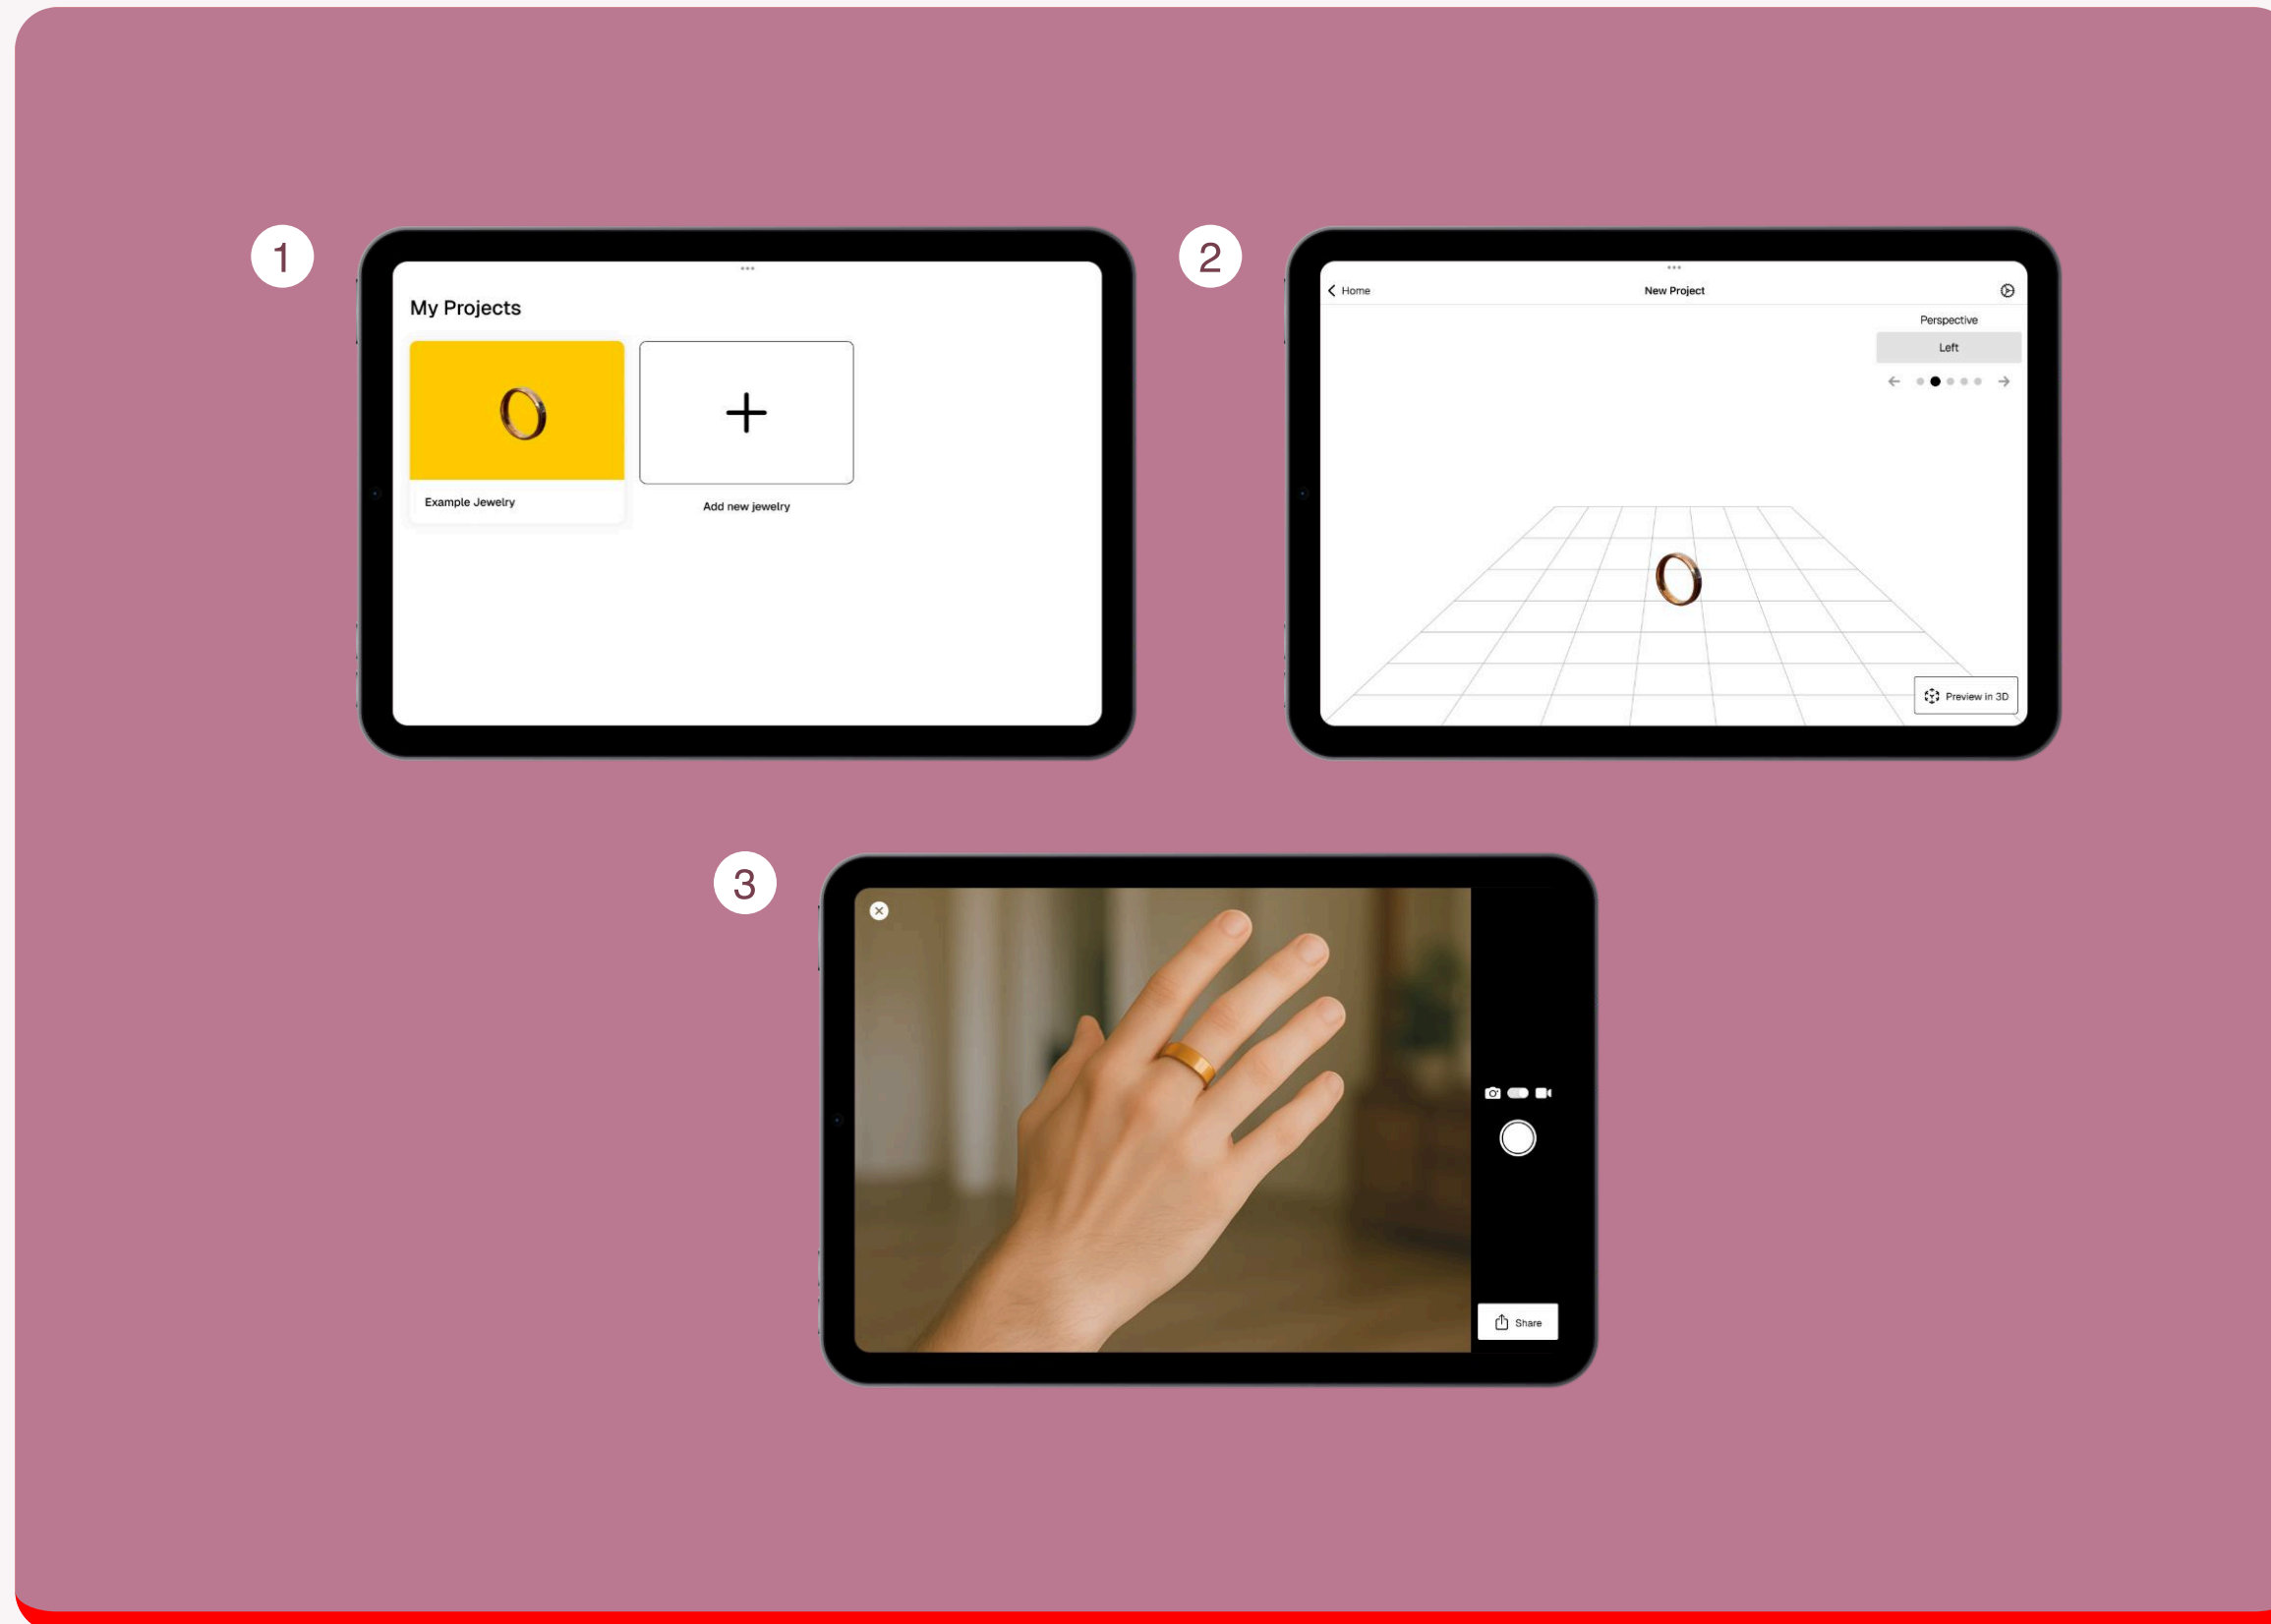 1
My Projects
Example Jewelry
Add new jewelry
2
Home
New Project
Perspective
Left
Preview in 3D
3
Share